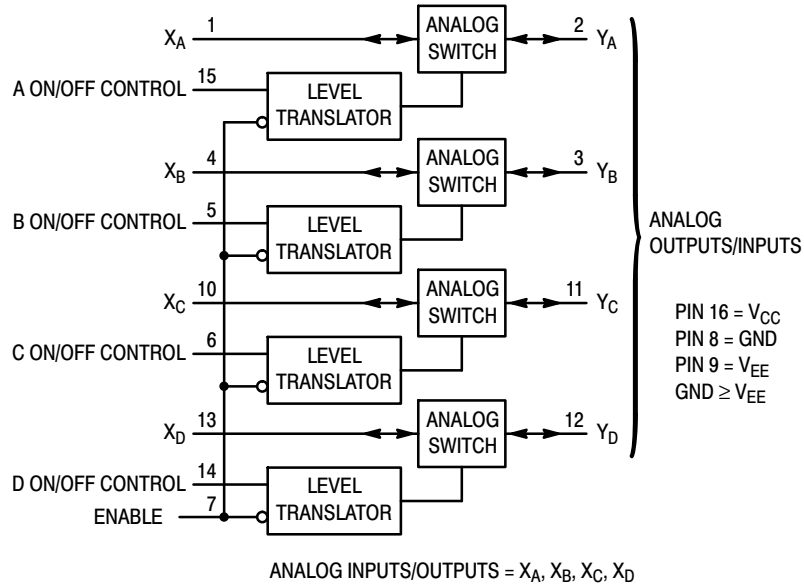 X_A 1 ANALOG SWITCH 2 Y_A
A ON/OFF CONTROL 15 LEVEL TRANSLATOR
X_B 4 ANALOG SWITCH 3 Y_B
B ON/OFF CONTROL 5 LEVEL TRANSLATOR
ANALOG OUTPUTS/INPUTS
X_C 10 ANALOG SWITCH 11 Y_C
C ON/OFF CONTROL 6 LEVEL TRANSLATOR
PIN 16 = V_CC
PIN 8 = GND
PIN 9 = V_EE
GND ≥ V_EE
X_D 13 ANALOG SWITCH 12 Y_D
D ON/OFF CONTROL 14 LEVEL TRANSLATOR
ENABLE 7
ANALOG INPUTS/OUTPUTS = X_A, X_B, X_C, X_D